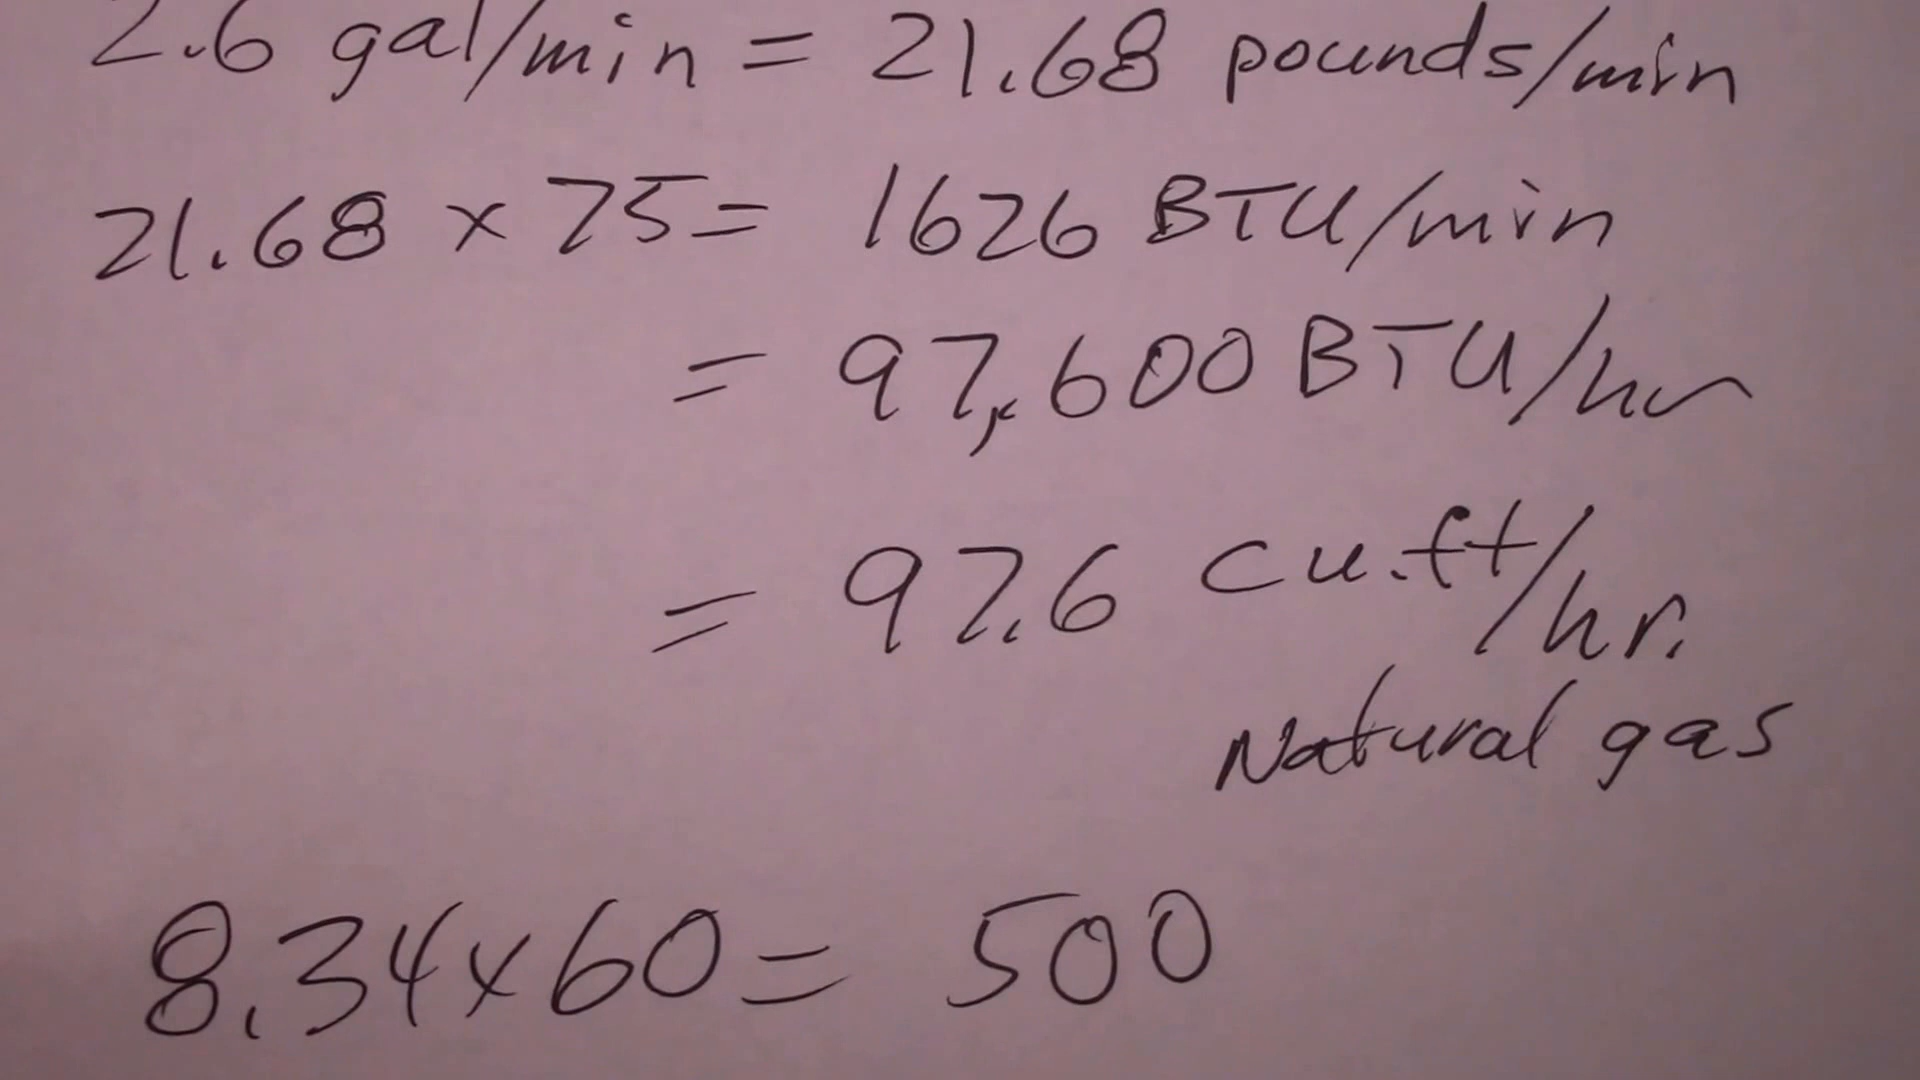 2.6 gal/min = 21.68 pounds/min
21.68 x 75 = 1626 BTU/min
= 97,600 BTU/hr
= 97.6 cu.ft/hr.
Natural gas
8.34 x 60 = 500